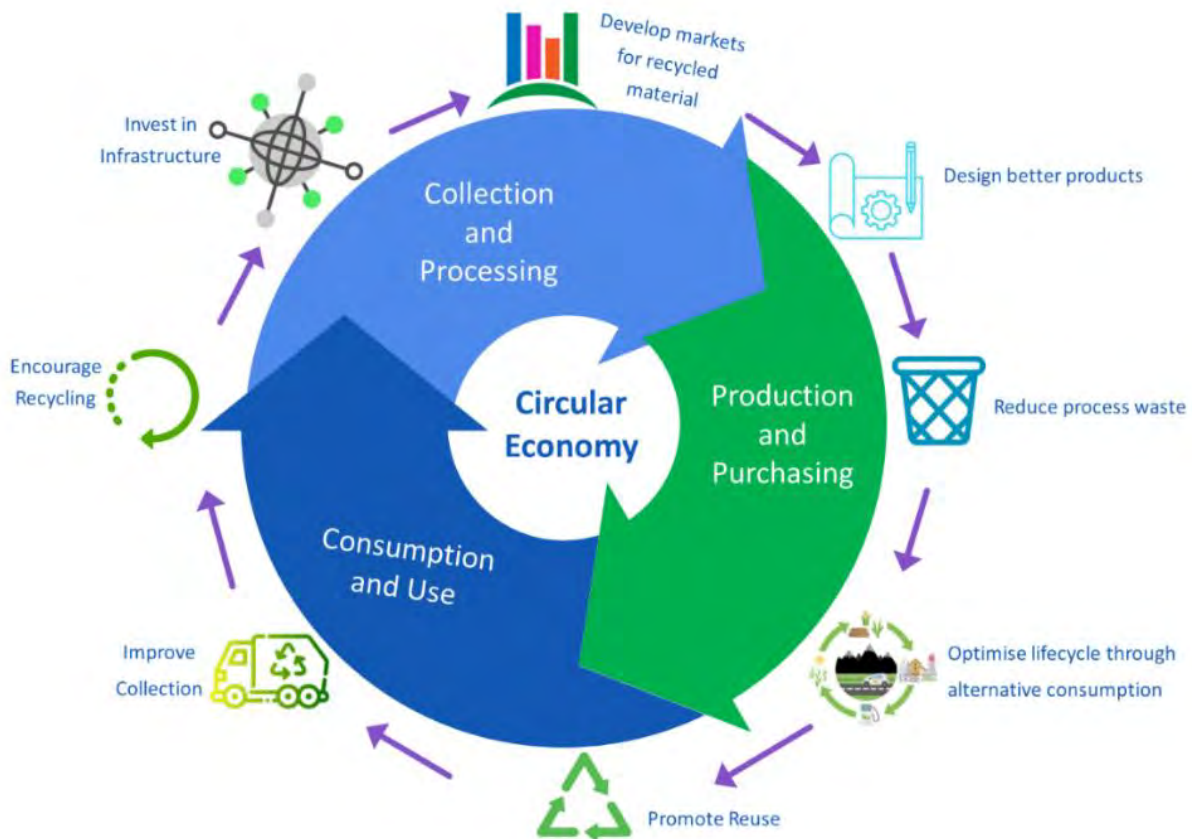 Develop markets
for recycled
material
Invest in
Infrastructure
Design better products
Collection
and
Processing
Encourage
Recycling
Circular
Economy
Production
and
Purchasing
Reduce process waste
Consumption
and Use
Improve
Collection
Optimise lifecycle through
alternative consumption
Promote Reuse